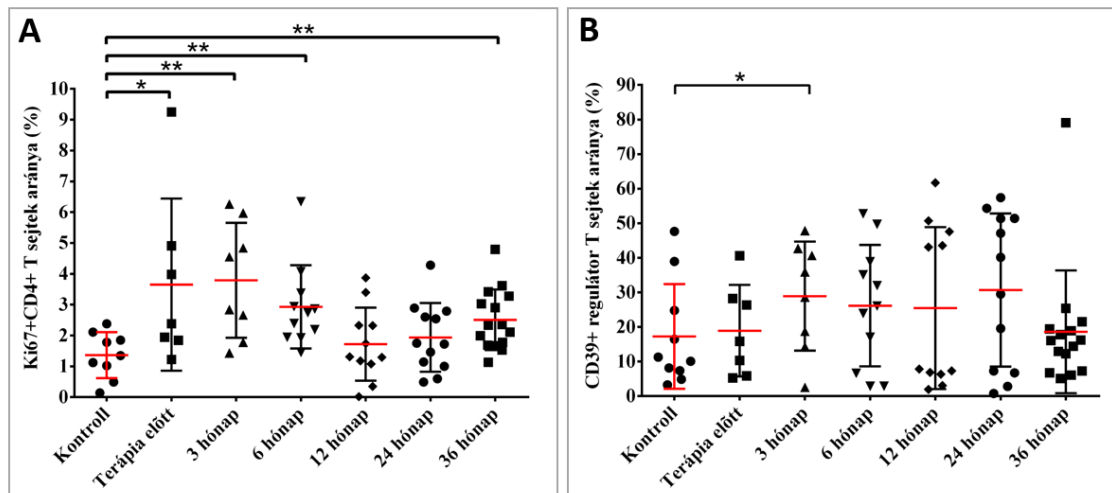 A
**
**
**
*
Ki67+CD4+ T sejtek aránya (%)
10
9
8
7
6
5
4
3
2
1
0
Kontroll
Terápia elõtt
3 hónap
6 hónap
12 hónap
24 hónap
36 hónap
B
*
CD39+ regulátor T sejtek aránya (%)
90
80
70
60
50
40
30
20
10
0
Kontroll
Terápia elõtt
3 hónap
6 hónap
12 hónap
24 hónap
36 hónap